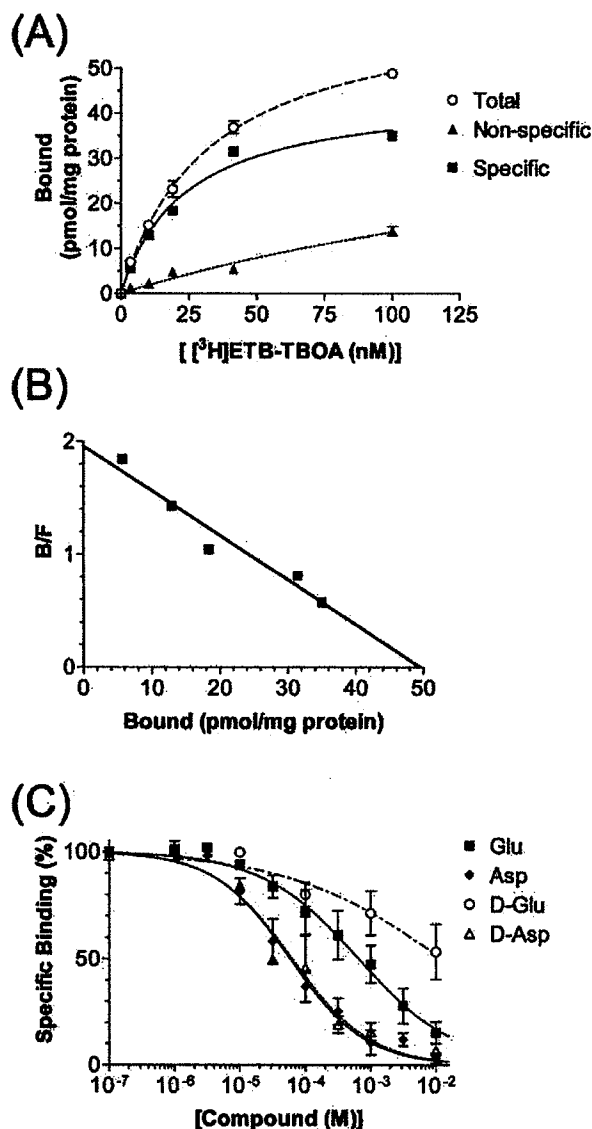 (A)
50
40
30
20
10
0
Bound
(pmol/mg protein)
0 25 50 75 100 125
[ [³H]ETB-TBOA (nM)]
Total
Non-specific
Specific
(B)
2
1
0
B/F
0 10 20 30 40 50
Bound (pmol/mg protein)
(C)
100
50
0
Specific Binding (%)
10⁻⁷ 10⁻⁶ 10⁻⁵ 10⁻⁴ 10⁻³ 10⁻²
[Compound (M)]
Glu
Asp
D-Glu
D-Asp